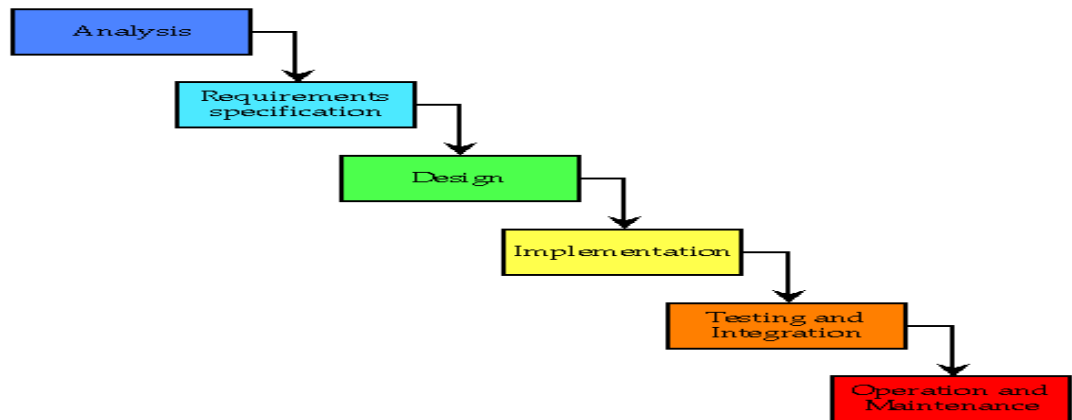 Analysis
Requirements
specification
Design
Implementation
Testing and
Integration
Operation and
Maintenance